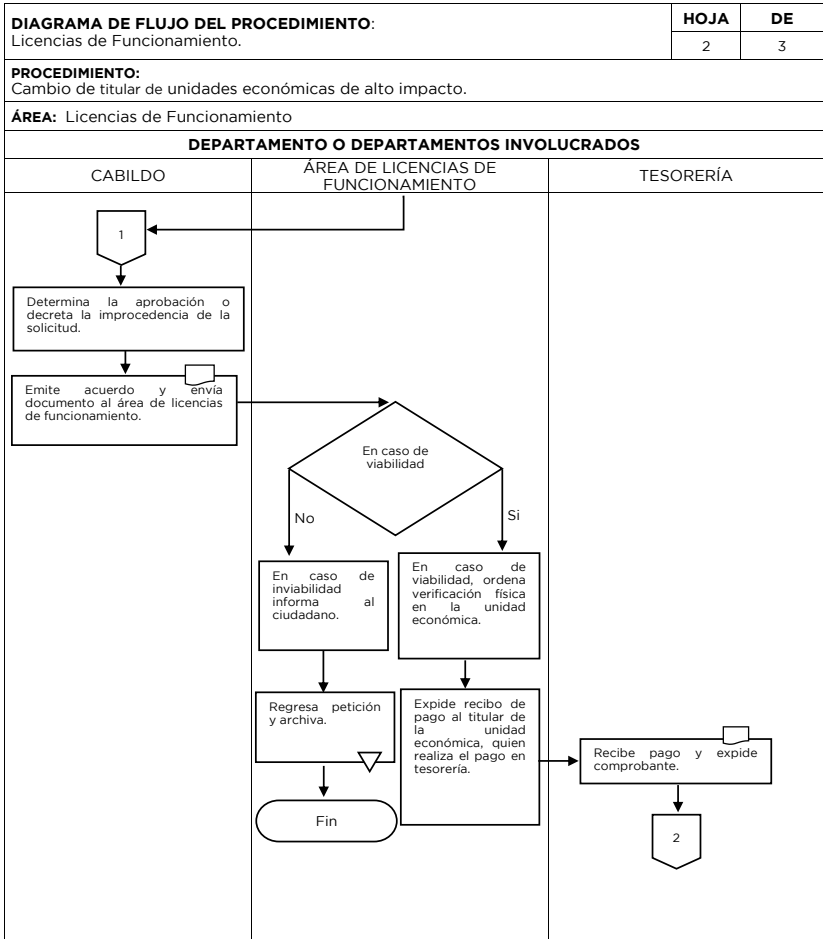 DIAGRAMA DE FLUJO DEL PROCEDIMIENTO:
Licencias de Funcionamiento.
HOJA
DE
2
3
PROCEDIMIENTO:
Cambio de titular de unidades económicas de alto impacto.
ÁREA: Licencias de Funcionamiento
DEPARTAMENTO O DEPARTAMENTOS INVOLUCRADOS
CABILDO
ÁREA DE LICENCIAS DE
FUNCIONAMIENTO
TESORERÍA
1
Determina la aprobación o
decreta la improcedencia de la
solicitud.
Emite acuerdo y envía
documento al área de licencias
de funcionamiento.
En caso de
viabilidad
No
Si
En caso de
inviabilidad
informa al
ciudadano.
En caso de
viabilidad, ordena
verificación física
en la unidad
económica.
Regresa petición
y archiva.
Expide recibo de
pago al titular de
la unidad
económica, quien
realiza el pago en
tesorería.
Recibe pago y expide
comprobante.
Fin
2